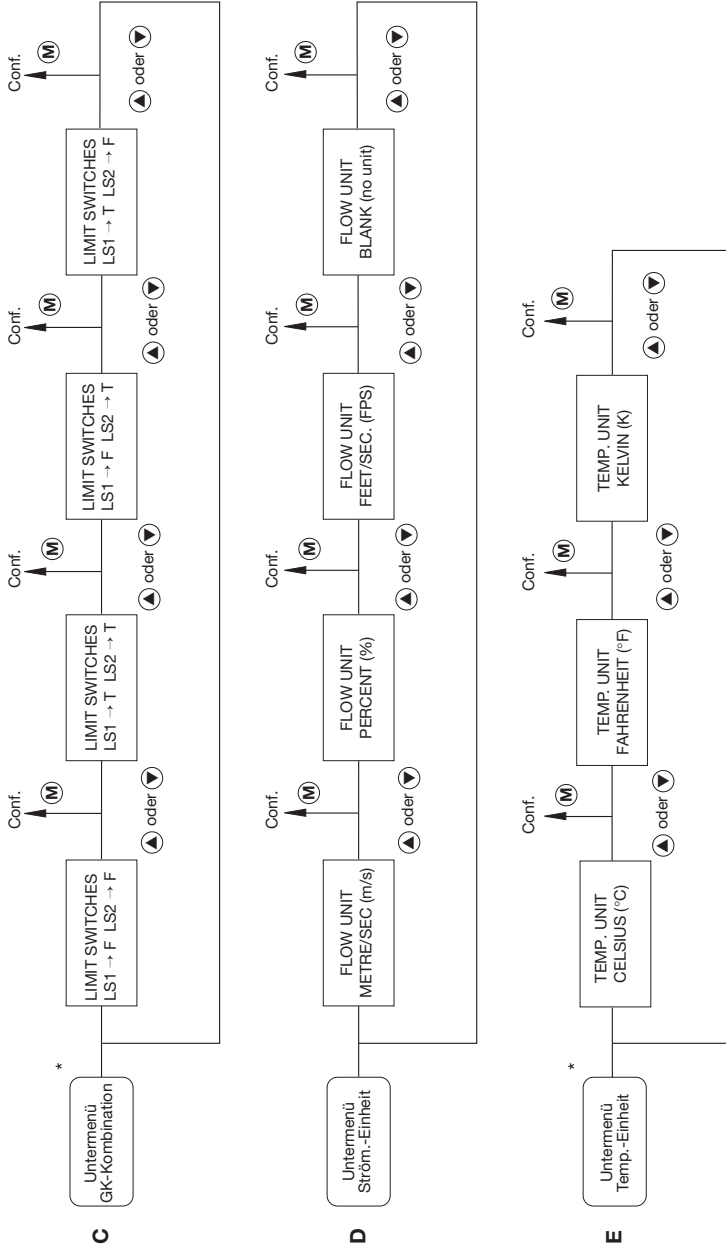 C
Untermenü
GK-Kombination
*
LIMIT SWITCHES
LS1 → F LS2 → F
Conf.
M
▲ oder ▼
LIMIT SWITCHES
LS1 → T LS2 → T
Conf.
M
▲ oder ▼
LIMIT SWITCHES
LS1 → F LS2 → T
Conf.
M
▲ oder ▼
LIMIT SWITCHES
LS1 → T LS2 → F
Conf.
M
▲ oder ▼
D
Untermenü
Ström.-Einheit
FLOW UNIT
METRE/SEC (m/s)
Conf.
M
▲ oder ▼
FLOW UNIT
PERCENT (%)
Conf.
M
▲ oder ▼
FLOW UNIT
FEET/SEC. (FPS)
Conf.
M
▲ oder ▼
FLOW UNIT
BLANK (no unit)
Conf.
M
▲ oder ▼
E
Untermenü
Temp.-Einheit
*
TEMP. UNIT
CELSIUS (°C)
Conf.
M
▲ oder ▼
TEMP. UNIT
FAHRENHEIT (°F)
Conf.
M
▲ oder ▼
TEMP. UNIT
KELVIN (K)
Conf.
M
▲ oder ▼